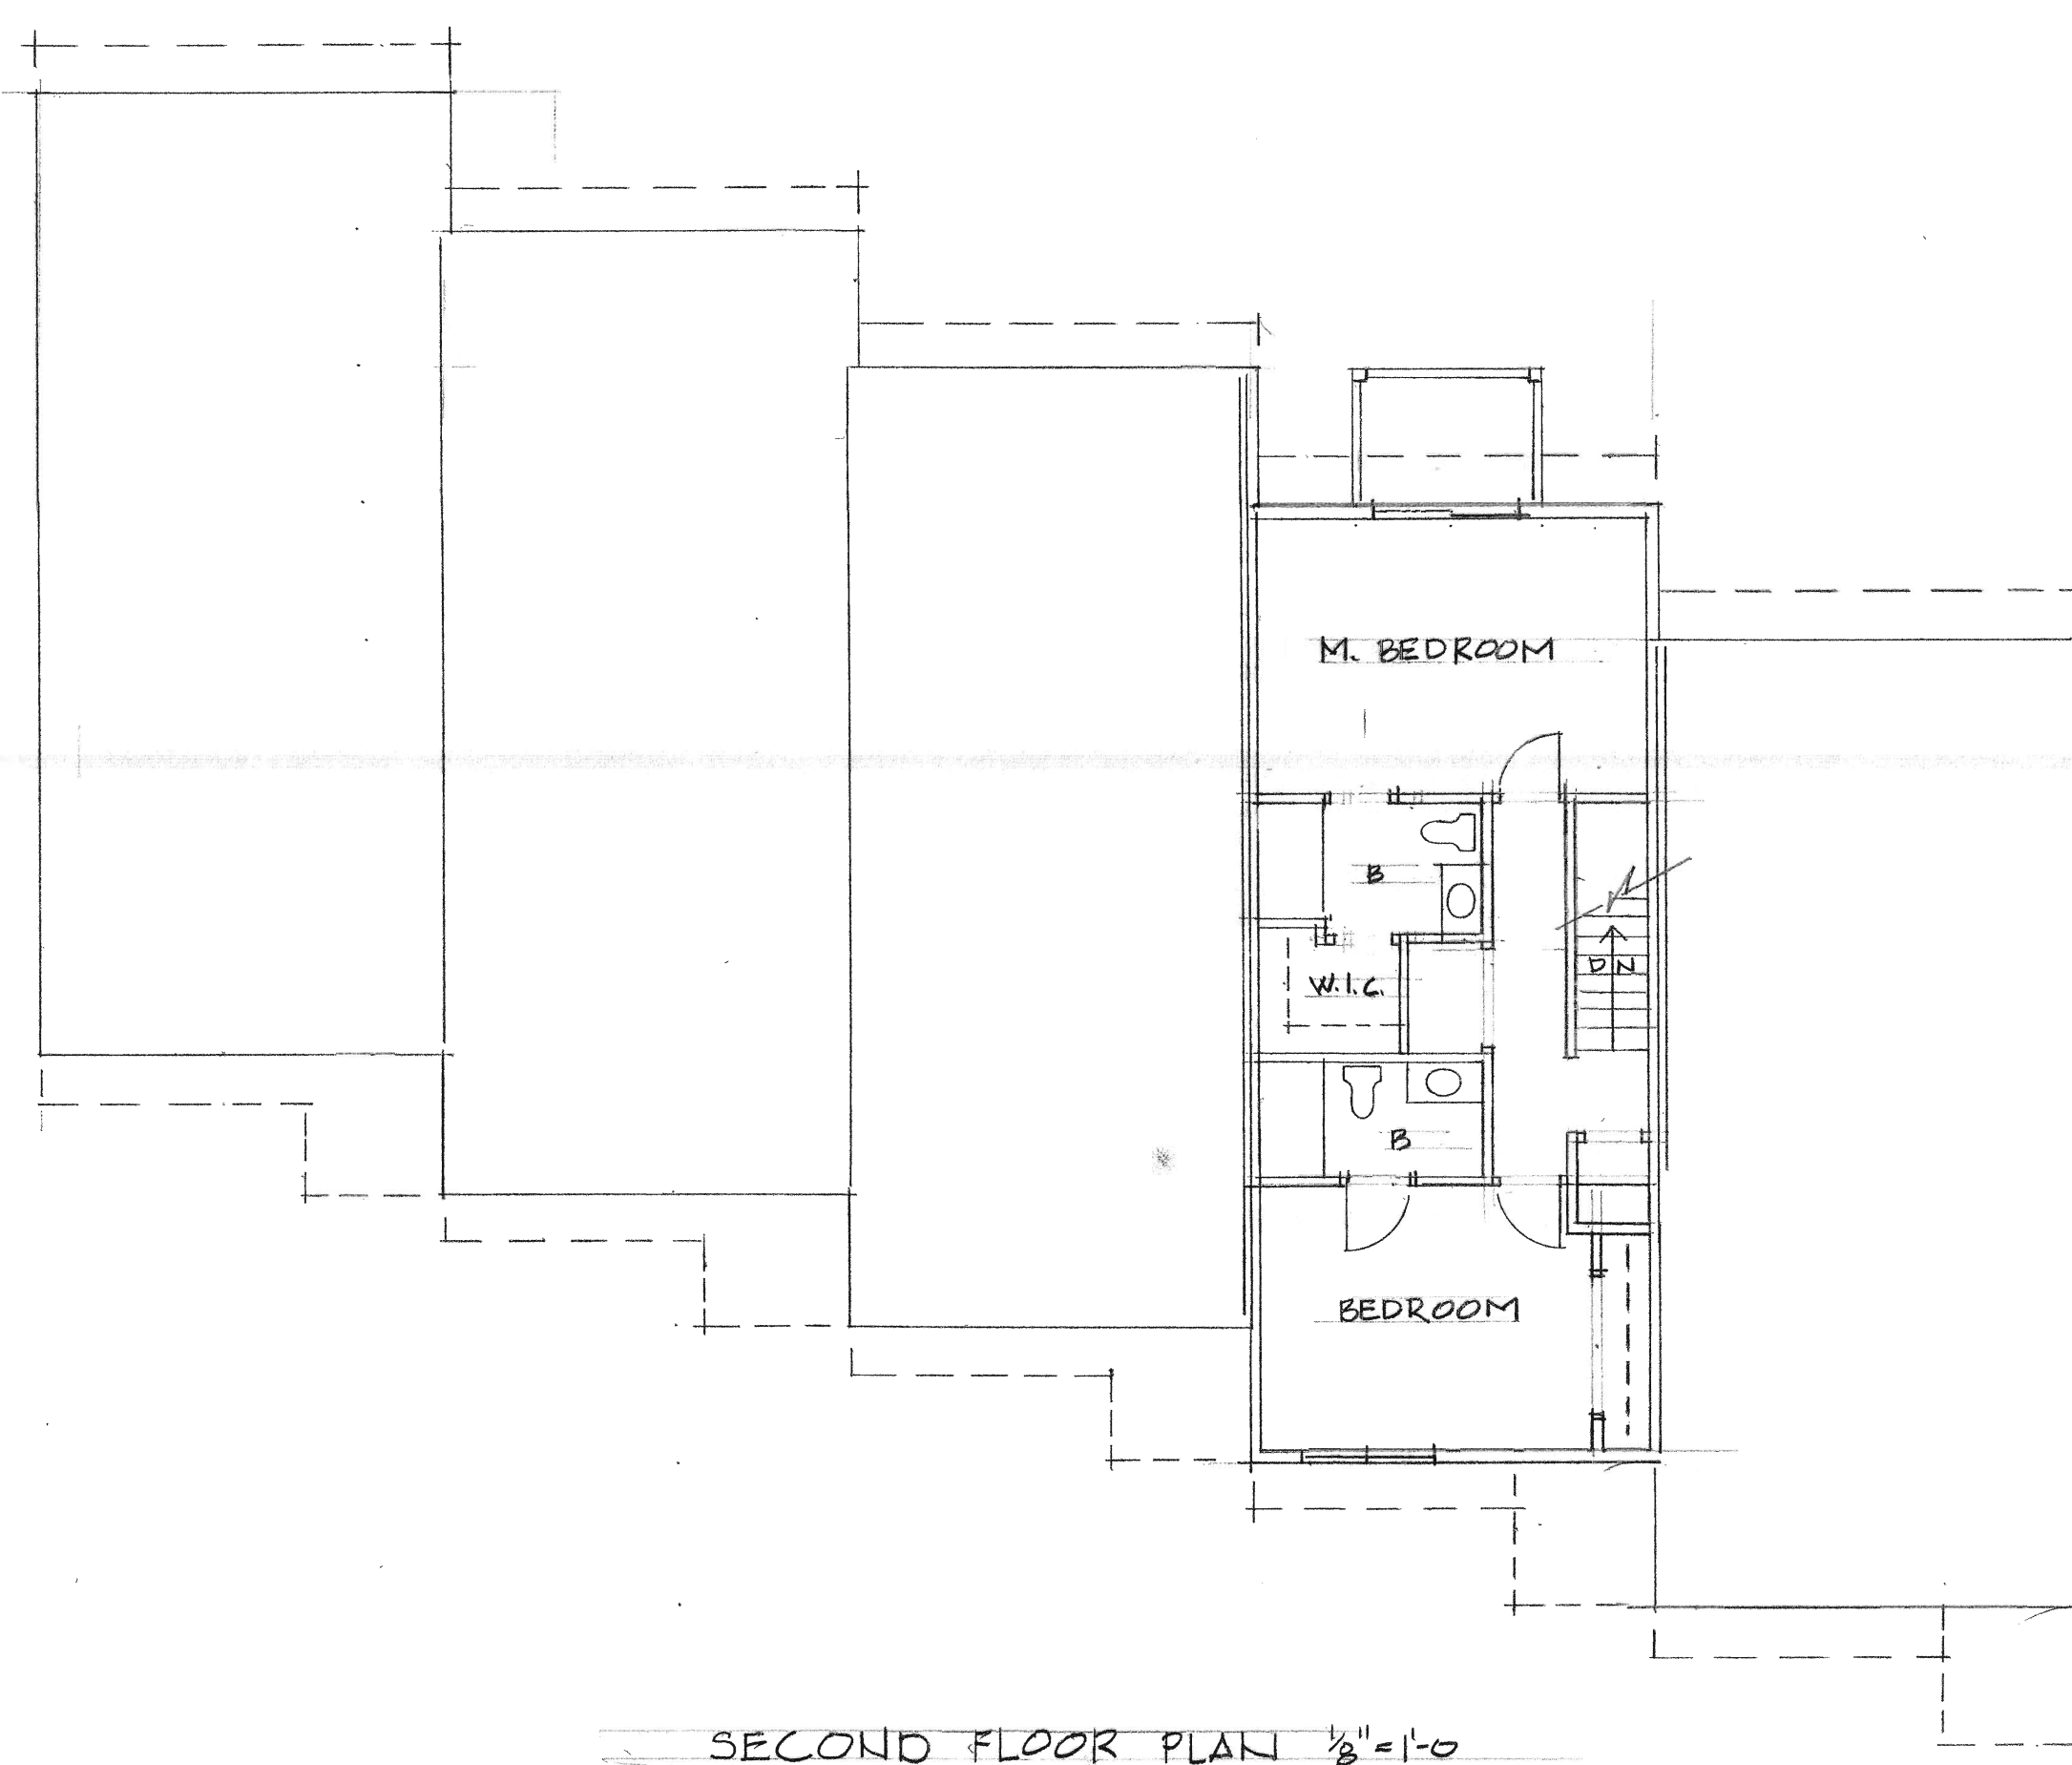 M. BEDROOM
B
DN
W.I.C.
B
BEDROOM
SECOND FLOOR PLAN 1/8"=1'-0